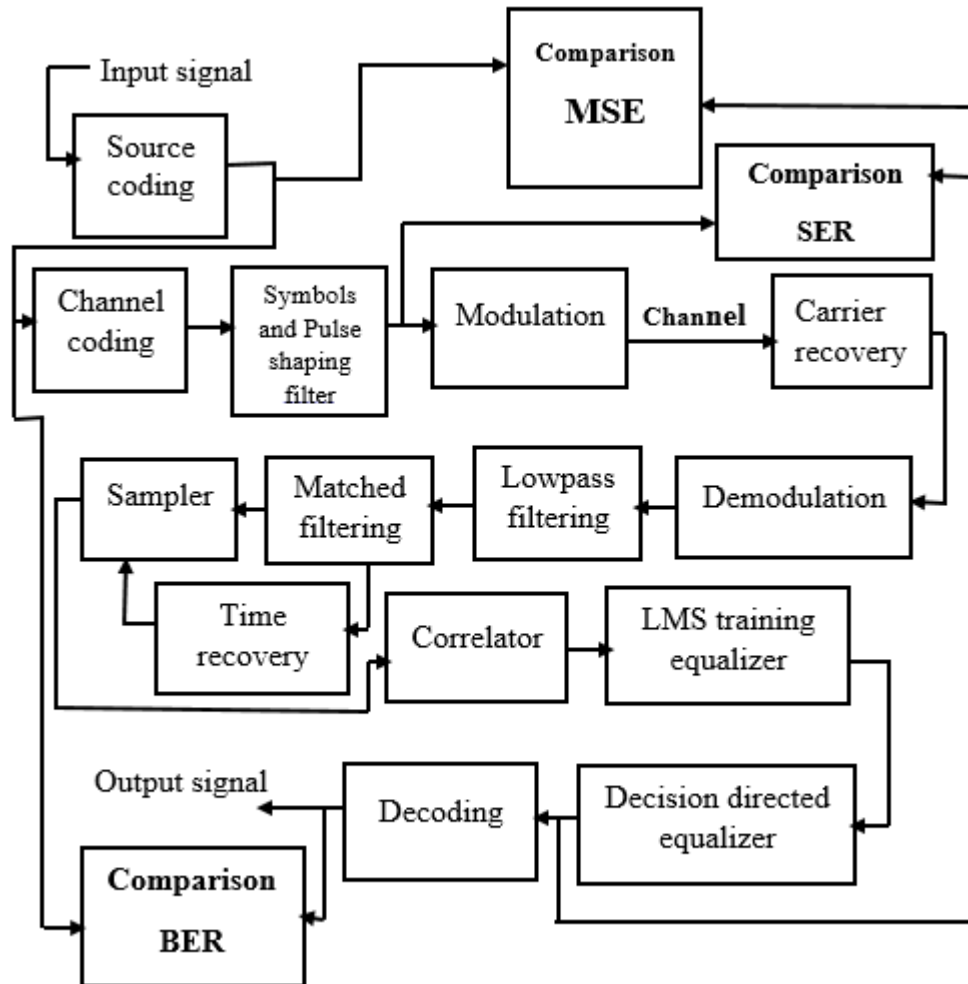 Comparison
MSE
Input signal
Source
coding
Comparison
SER
Channel
coding
Symbols
and Pulse
shaping
filter
Modulation
Channel
Carrier
recovery
Sampler
Matched
filtering
Lowpass
filtering
Demodulation
Time
recovery
Correlator
LMS training
equalizer
Output signal
Decoding
Decision directed
equalizer
Comparison
BER